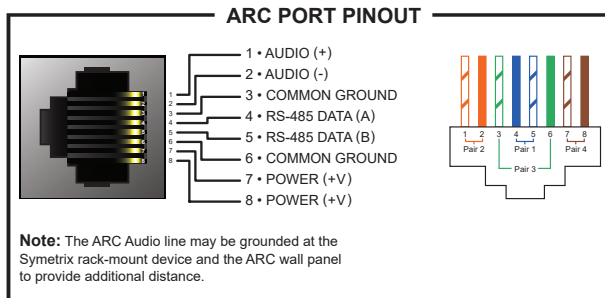 ARC PORT PINOUT
1 • AUDIO (+)
2 • AUDIO (-)
3 • COMMON GROUND
4 • RS-485 DATA (A)
5 • RS-485 DATA (B)
6 • COMMON GROUND
7 • POWER (+V)
8 • POWER (+V)
1
2
3
4
5
6
7
8
1 2 3 4 5 6 7 8
Pair 2 Pair 1 Pair 4
Pair 3
Note: The ARC Audio line may be grounded at the
Symetrix rack-mount device and the ARC wall panel
to provide additional distance.